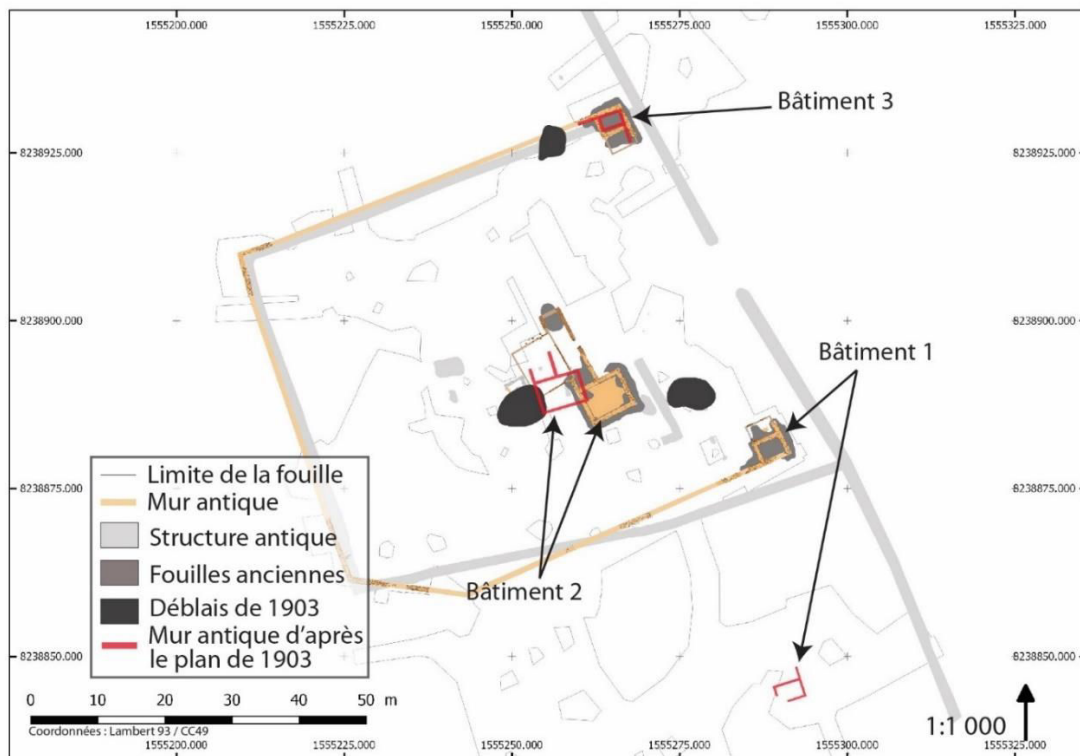 1555200.000 1555225.000 1555250.000 1555275.000 1555300.000 1555325.000
Bâtiment 3
8238925.000 8238925.000
8238900.000 8238900.000
Bâtiment 1
8238875.000 8238875.000
Limite de la fouille
Mur antique
Structure antique
Fouilles anciennes
Bâtiment 2
Déblais de 1903
Mur antique d'après
le plan de 1903
8238850.000 8238850.000
0 10 20 30 40 50 m
Coordonnées : Lambert 93 / CC49
1:1 000
1555200.000 1555225.000 1555250.000 1555275.000 1555300.000 1555325.000